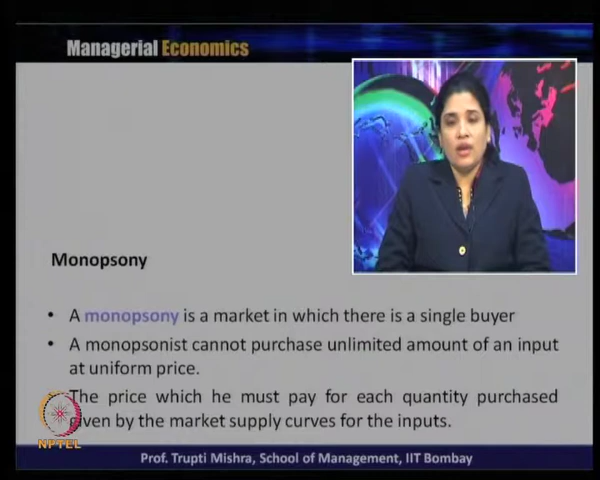 Managerial Economics
Monopsony
• A monopsony is a market in which there is a single buyer
• A monopsonist cannot purchase unlimited amount of an input
at uniform price.
• The price which he must pay for each quantity purchased
given by the market supply curves for the inputs.
NPTEL
Prof. Trupti Mishra, School of Management, IIT Bombay